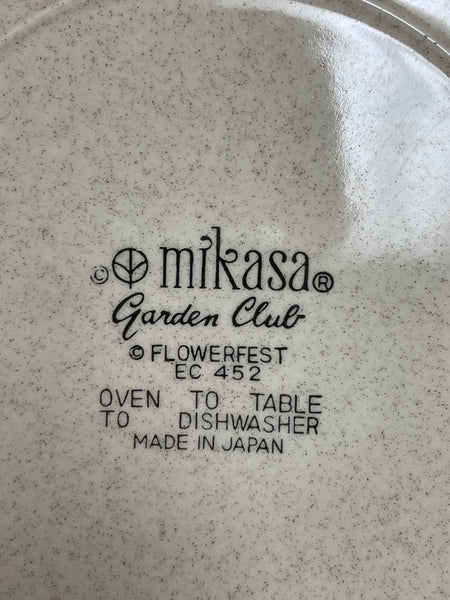 © mikasa®
Garden Club
© FLOWERFEST
EC 452
OVEN TO TABLE
TO DISHWASHER
MADE IN JAPAN